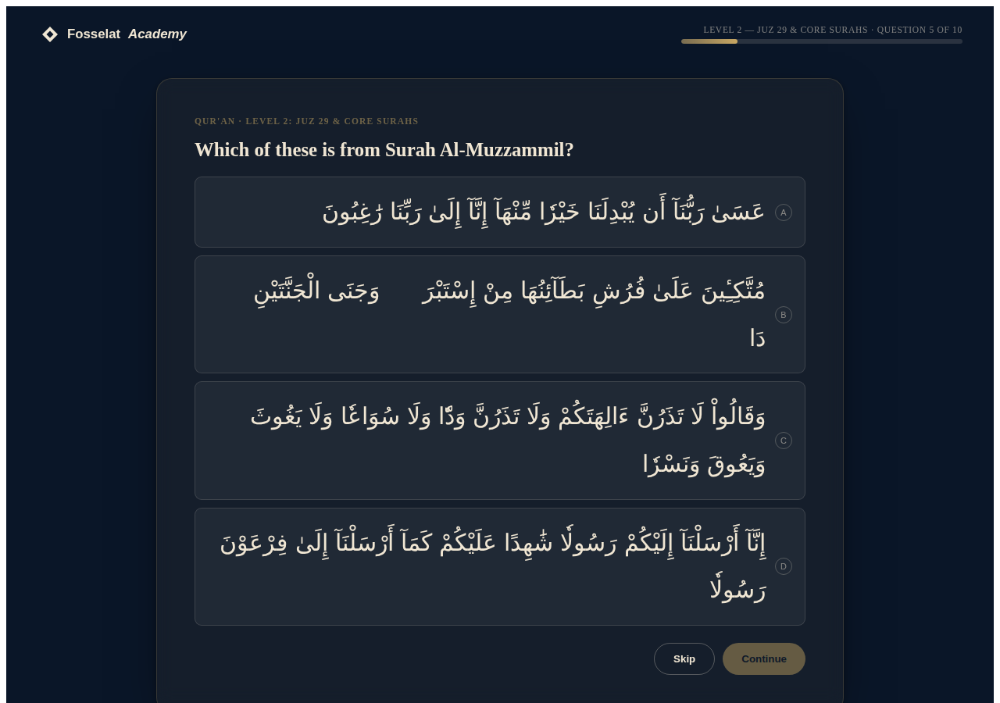 Fosselat Academy
LEVEL 2 — JUZ 29 & CORE SURAHS · QUESTION 5 OF 10
QUR'AN · LEVEL 2: JUZ 29 & CORE SURAHS
Which of these is from Surah Al-Muzzammil?
A
عَسَىٰ رَبُّنَآ أَن يُبْدِلَنَا خَيْرٗا مِّنْهَآ إِنَّآ إِلَىٰ رَبِّنَا رَٰغِبُونَ
B
مُتَّكِـِٔينَ عَلَىٰ فُرُشِۭ بَطَآئِنُهَا مِنْ إِسْتَبْرَ وَجَنَى الْجَنَّتَيْنِ
دَا
C
وَقَالُواْ لَا تَذَرُنَّ ءَالِهَتَكُمْ وَلَا تَذَرُنَّ وَدّٗا وَلَا سُوَاعٗا وَلَا يَغُوثَ
وَيَعُوقَ وَنَسْرٗا
D
إِنَّآ أَرْسَلْنَآ إِلَيْكُمْ رَسُولٗا شَٰهِدًا عَلَيْكُمْ كَمَآ أَرْسَلْنَآ إِلَىٰ فِرْعَوْنَ
رَسُولٗا
Skip
Continue